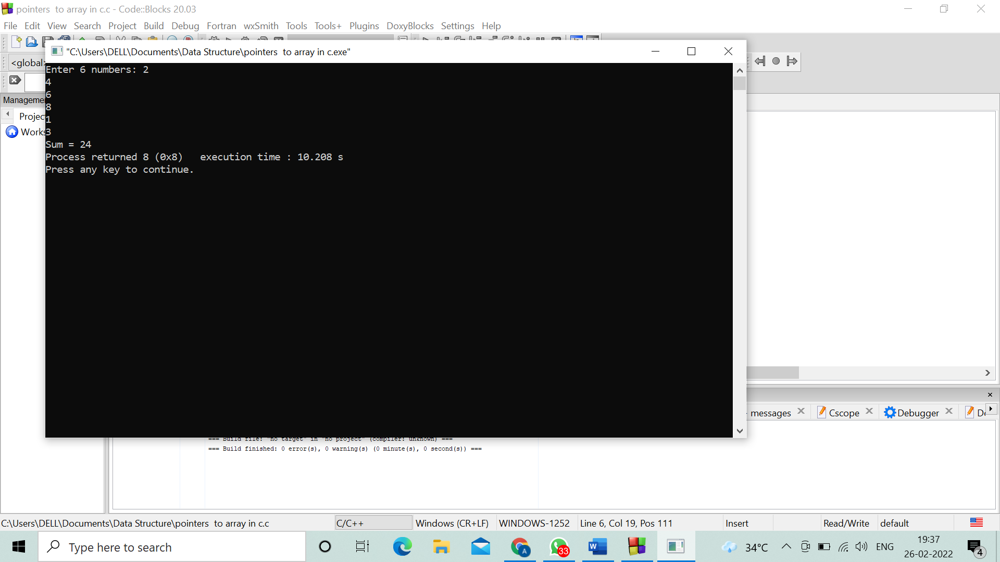 pointers  to array in c.c - Code::Blocks 20.03
File Edit View Search Project Build Debug Fortran wxSmith Tools Tools+ Plugins DoxyBlocks Settings Help
"C:\Users\DELL\Documents\Data Structure\pointers  to array in c.exe"
<global>
Enter 6 numbers: 2
4
6
8
1
3
Sum = 24
Process returned 8 (0x8)   execution time : 10.208 s
Press any key to continue.
messages Cscope Debugger
=== Build file: "no target" in "no project" (compiler: unknown) ===
=== Build finished: 0 error(s), 0 warning(s) (0 minute(s), 0 second(s)) ===
C:\Users\DELL\Documents\Data Structure\pointers  to array in c.c C/C++ Windows (CR+LF) WINDOWS-1252 Line 6, Col 19, Pos 111 Insert Read/Write default
Type here to search A 33 W 34°C ENG 19:37
26-02-2022 4